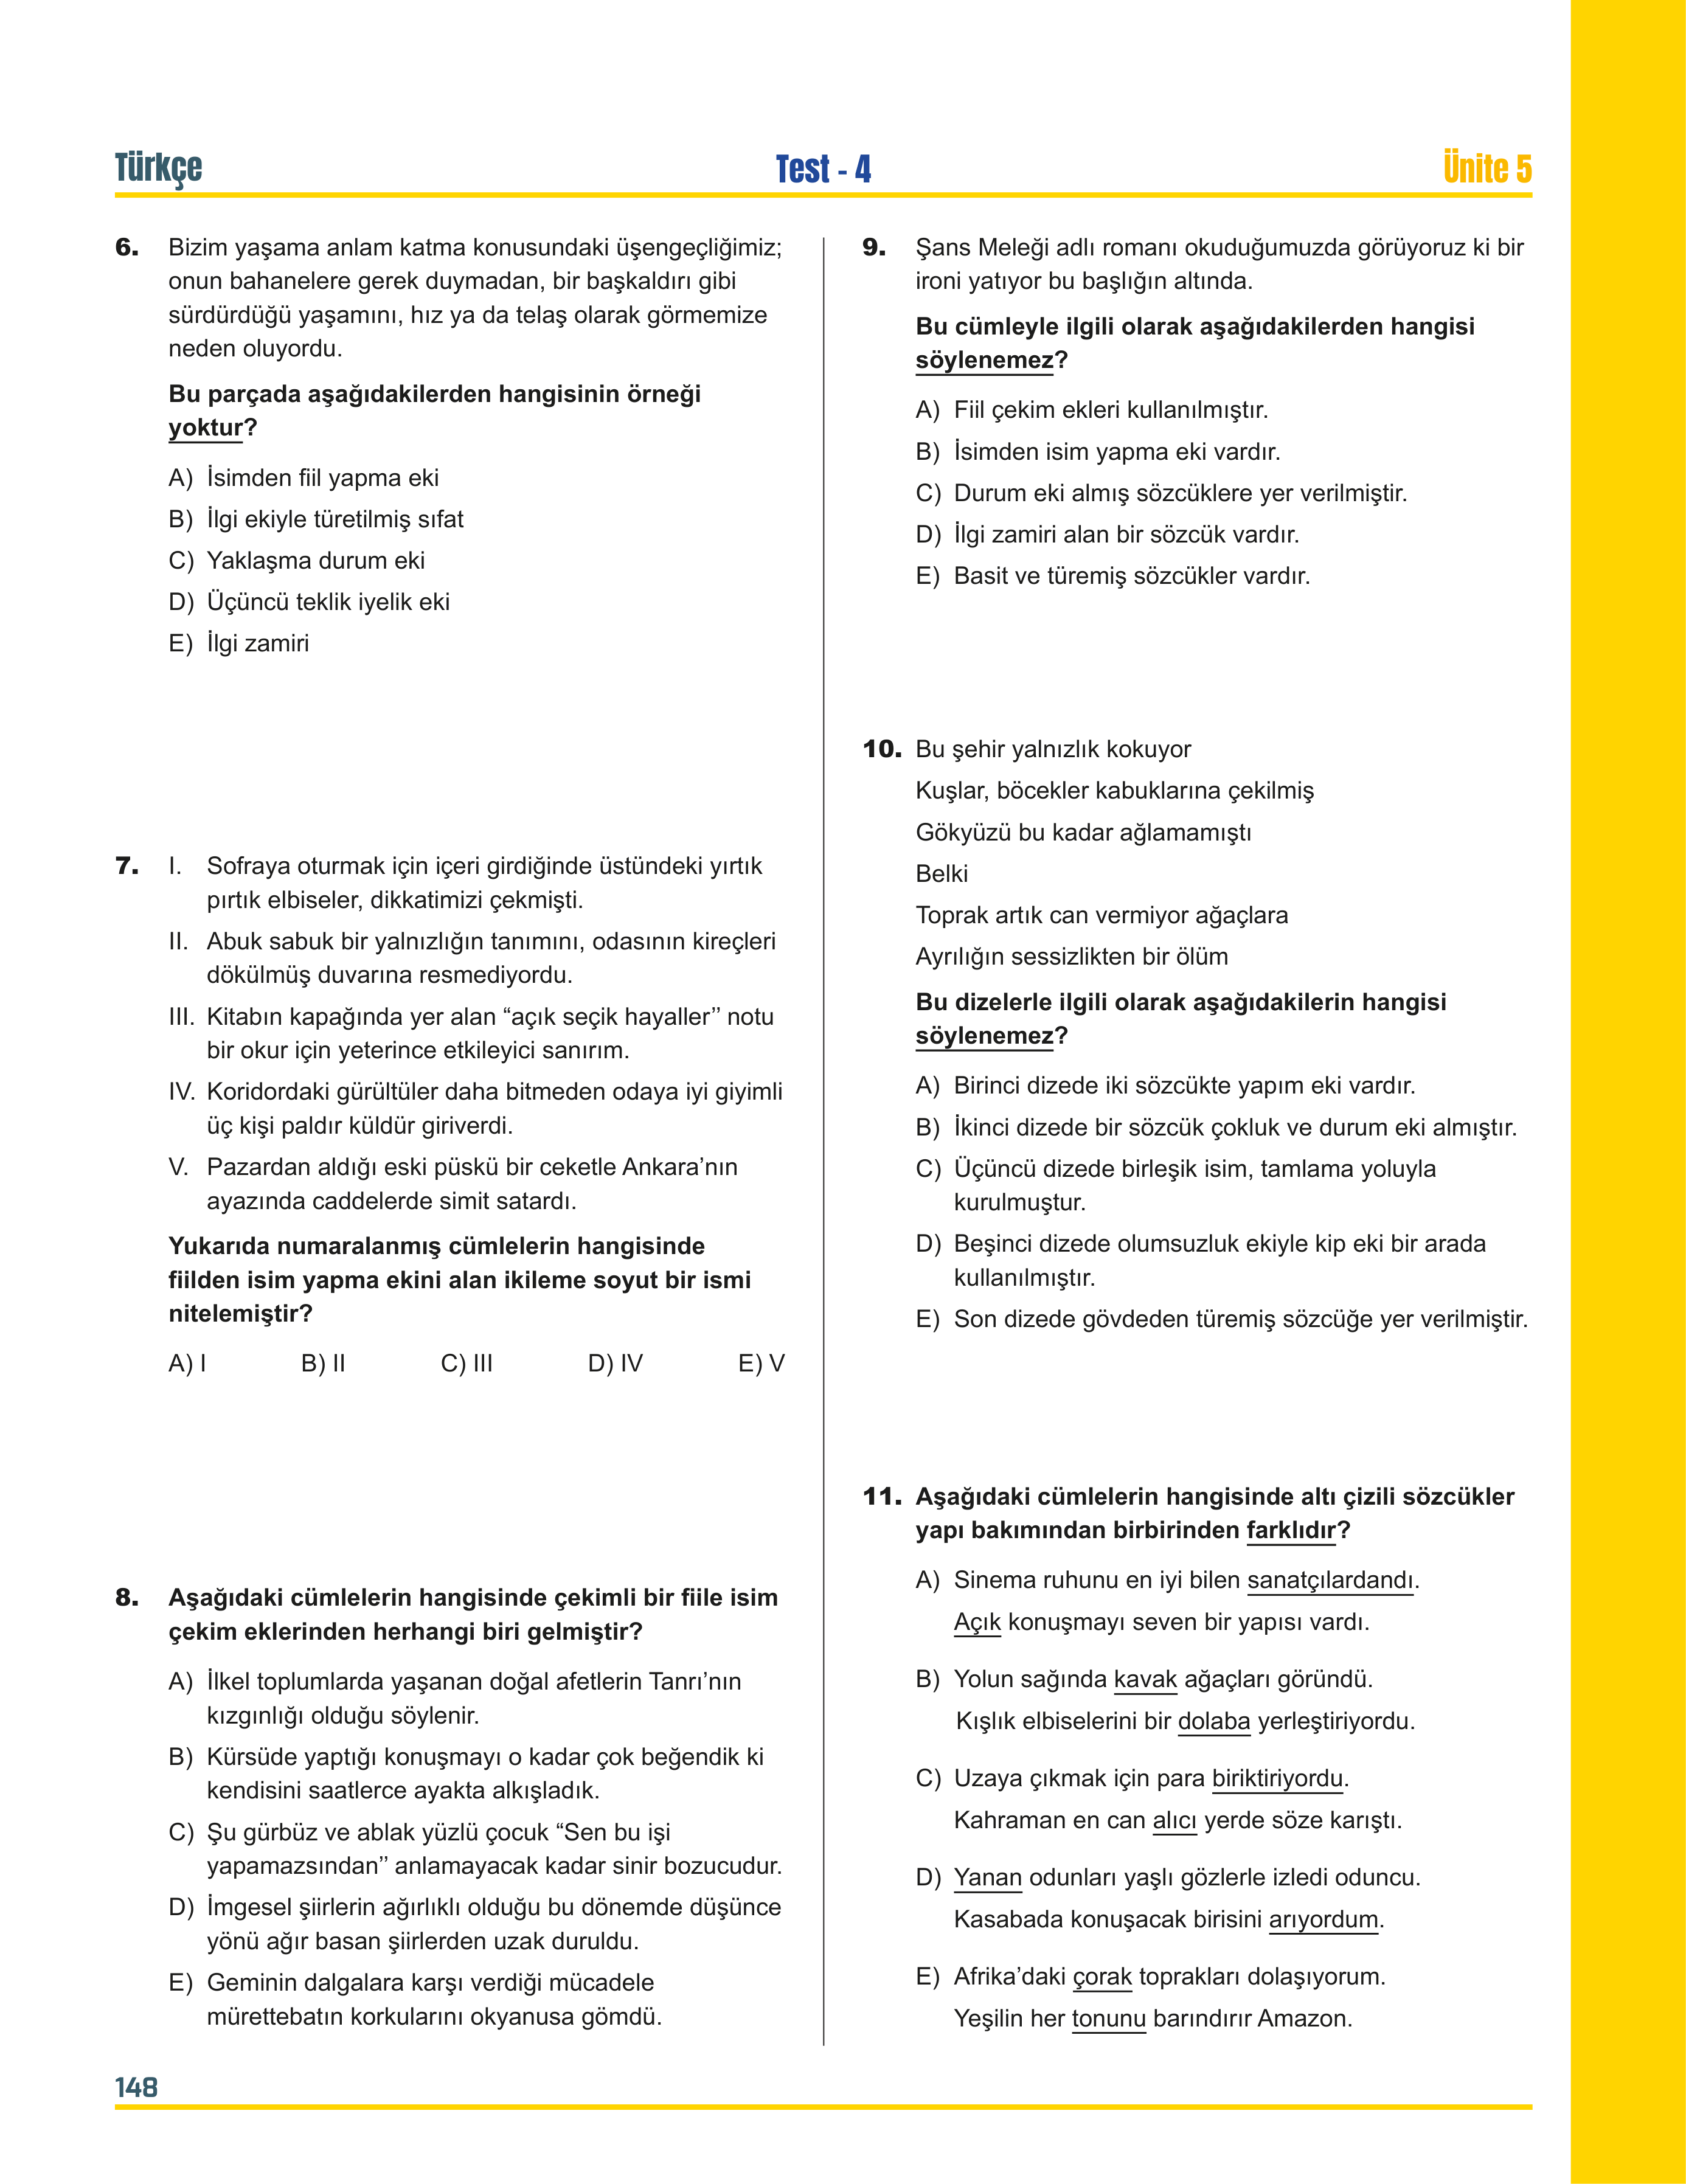 Türkçe
Test - 4
Ünite 5
6. Bizim yaşama anlam katma konusundaki üşengeçliğimiz;
onun bahanelere gerek duymadan, bir başkaldırı gibi
sürdürdüğü yaşamını, hız ya da telaş olarak görmemize
neden oluyordu.
Bu parçada aşağıdakilerden hangisinin örneği
yoktur?
A) İsimden fiil yapma eki
B) İlgi ekiyle türetilmiş sıfat
C) Yaklaşma durum eki
D) Üçüncü teklik iyelik eki
E) İlgi zamiri
7. I. Sofraya oturmak için içeri girdiğinde üstündeki yırtık
pırtık elbiseler, dikkatimizi çekmişti.
II. Abuk sabuk bir yalnızlığın tanımını, odasının kireçleri
dökülmüş duvarına resmediyordu.
III. Kitabın kapağında yer alan “açık seçik hayaller’’ notu
bir okur için yeterince etkileyici sanırım.
IV. Koridordaki gürültüler daha bitmeden odaya iyi giyimli
üç kişi paldır küldür giriverdi.
V. Pazardan aldığı eski püskü bir ceketle Ankara’nın
ayazında caddelerde simit satardı.
Yukarıda numaralanmış cümlelerin hangisinde
fiilden isim yapma ekini alan ikileme soyut bir ismi
nitelemiştir?
A) I B) II C) III D) IV E) V
8. Aşağıdaki cümlelerin hangisinde çekimli bir fiile isim
çekim eklerinden herhangi biri gelmiştir?
A) İlkel toplumlarda yaşanan doğal afetlerin Tanrı’nın
kızgınlığı olduğu söylenir.
B) Kürsüde yaptığı konuşmayı o kadar çok beğendik ki
kendisini saatlerce ayakta alkışladık.
C) Şu gürbüz ve ablak yüzlü çocuk “Sen bu işi
yapamazsından’’ anlamayacak kadar sinir bozucudur.
D) İmgesel şiirlerin ağırlıklı olduğu bu dönemde düşünce
yönü ağır basan şiirlerden uzak duruldu.
E) Geminin dalgalara karşı verdiği mücadele
mürettebatın korkularını okyanusa gömdü.
9. Şans Meleği adlı romanı okuduğumuzda görüyoruz ki bir
ironi yatıyor bu başlığın altında.
Bu cümleyle ilgili olarak aşağıdakilerden hangisi
söylenemez?
A) Fiil çekim ekleri kullanılmıştır.
B) İsimden isim yapma eki vardır.
C) Durum eki almış sözcüklere yer verilmiştir.
D) İlgi zamiri alan bir sözcük vardır.
E) Basit ve türemiş sözcükler vardır.
10. Bu şehir yalnızlık kokuyor
Kuşlar, böcekler kabuklarına çekilmiş
Gökyüzü bu kadar ağlamamıştı
Belki
Toprak artık can vermiyor ağaçlara
Ayrılığın sessizlikten bir ölüm
Bu dizelerle ilgili olarak aşağıdakilerin hangisi
söylenemez?
A) Birinci dizede iki sözcükte yapım eki vardır.
B) İkinci dizede bir sözcük çokluk ve durum eki almıştır.
C) Üçüncü dizede birleşik isim, tamlama yoluyla
kurulmuştur.
D) Beşinci dizede olumsuzluk ekiyle kip eki bir arada
kullanılmıştır.
E) Son dizede gövdeden türemiş sözcüğe yer verilmiştir.
11. Aşağıdaki cümlelerin hangisinde altı çizili sözcükler
yapı bakımından birbirinden farklıdır?
A) Sinema ruhunu en iyi bilen sanatçılardandı.
Açık konuşmayı seven bir yapısı vardı.
B) Yolun sağında kavak ağaçları göründü.
Kışlık elbiselerini bir dolaba yerleştiriyordu.
C) Uzaya çıkmak için para biriktiriyordu.
Kahraman en can alıcı yerde söze karıştı.
D) Yanan odunları yaşlı gözlerle izledi oduncu.
Kasabada konuşacak birisini arıyordum.
E) Afrika’daki çorak toprakları dolaşıyorum.
Yeşilin her tonunu barındırır Amazon.
148